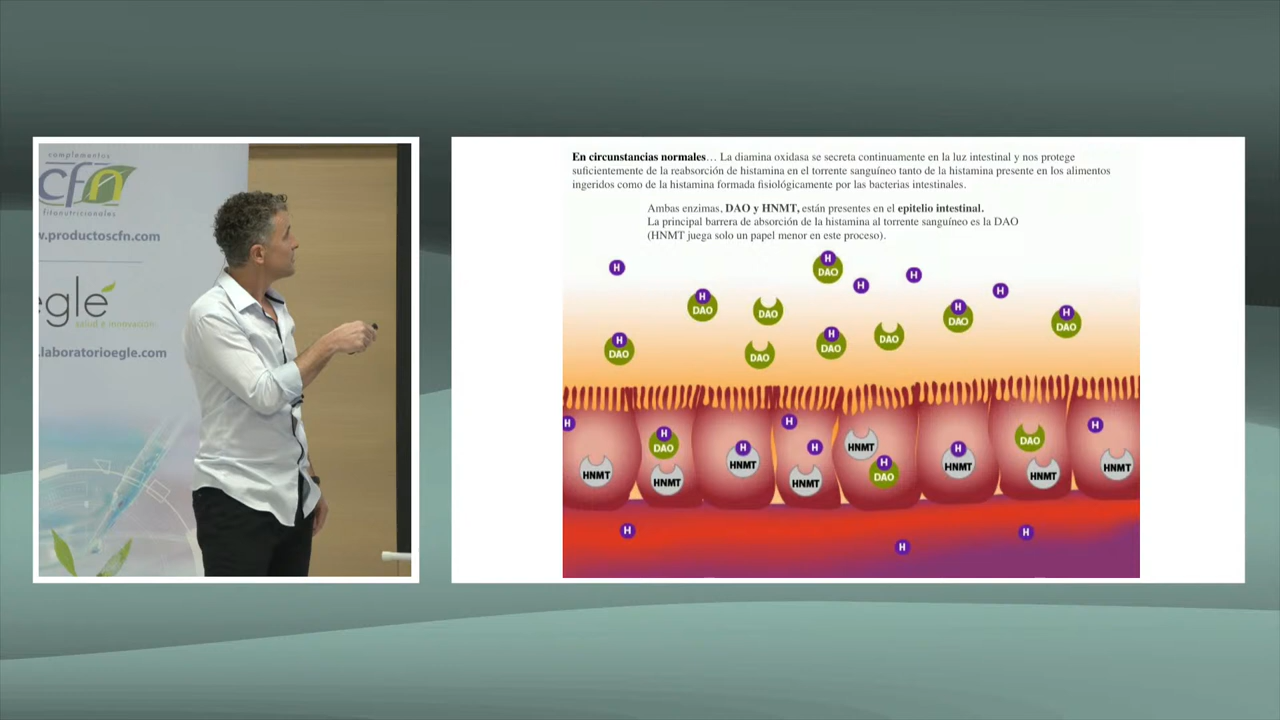 complementos
cfn
fitonutricionales
w.productoscfn.com
egle
salud e innovación
.laboratorioegle.com
En circunstancias normales… La diamina oxidasa se secreta continuamente en la luz intestinal y nos protege
suficientemente de la reabsorción de histamina en el torrente sanguíneo tanto de la histamina presente en los alimentos
ingeridos como de la histamina formada fisiológicamente por las bacterias intestinales.
Ambas enzimas, DAO y HNMT, están presentes en el epitelio intestinal.
La principal barrera de absorción de la histamina al torrente sanguíneo es la DAO
(HNMT juega solo un papel menor en este proceso).
H
H
DAO
H
H
H
H
DAO
DAO
H
DAO
H
DAO
H
DAO
H
DAO
DAO
DAO
H
H
H
DAO
H
HNMT
H
HNMT
H
HNMT
HNMT
H
DAO
H
HNMT
DAO
H
HNMT
HNMT
HNMT
H
H
H